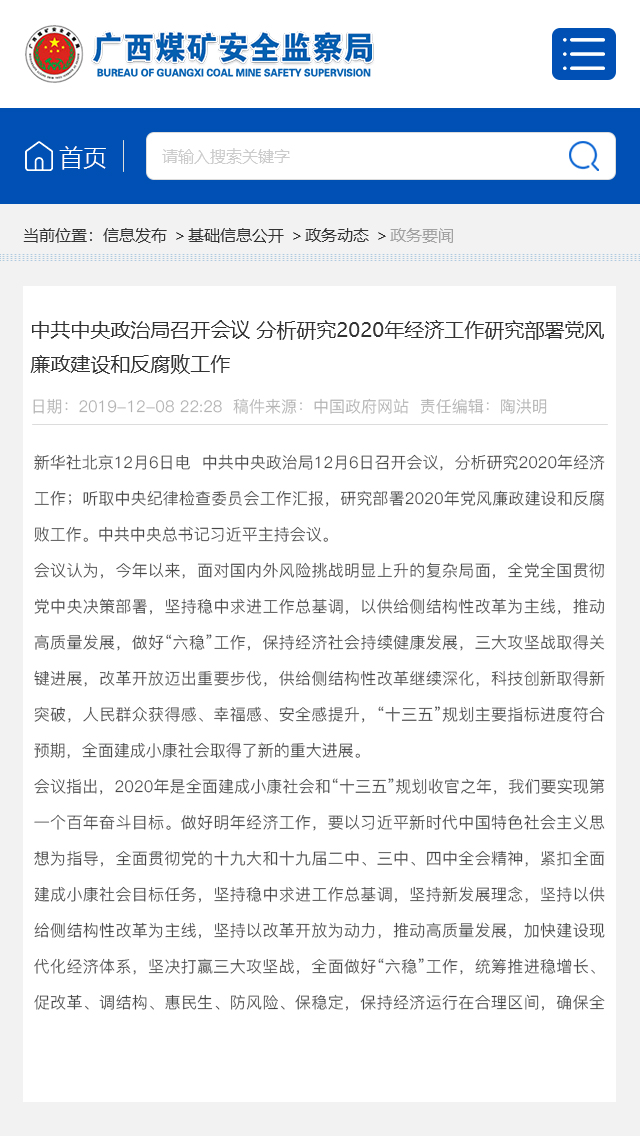 广西煤矿安全监察局
BUREAU OF GUANGXI COAL MINE SAFETY SUPERVISION
首页
请输入搜索关键字
当前位置：信息发布 >基础信息公开 >政务动态 >政务要闻
中共中央政治局召开会议 分析研究2020年经济工作研究部署党风
廉政建设和反腐败工作
日期：2019-12-08 22:28 稿件来源：中国政府网站 责任编辑：陶洪明
新华社北京12月6日电 中共中央政治局12月6日召开会议，分析研究2020年经济
工作；听取中央纪律检查委员会工作汇报，研究部署2020年党风廉政建设和反腐
败工作。中共中央总书记习近平主持会议。
会议认为，今年以来，面对国内外风险挑战明显上升的复杂局面，全党全国贯彻
党中央决策部署，坚持稳中求进工作总基调，以供给侧结构性改革为主线，推动
高质量发展，做好“六稳”工作，保持经济社会持续健康发展，三大攻坚战取得关
键进展，改革开放迈出重要步伐，供给侧结构性改革继续深化，科技创新取得新
突破，人民群众获得感、幸福感、安全感提升，“十三五”规划主要指标进度符合
预期，全面建成小康社会取得了新的重大进展。
会议指出，2020年是全面建成小康社会和“十三五”规划收官之年，我们要实现第
一个百年奋斗目标。做好明年经济工作，要以习近平新时代中国特色社会主义思
想为指导，全面贯彻党的十九大和十九届二中、三中、四中全会精神，紧扣全面
建成小康社会目标任务，坚持稳中求进工作总基调，坚持新发展理念，坚持以供
给侧结构性改革为主线，坚持以改革开放为动力，推动高质量发展，加快建设现
代化经济体系，坚决打赢三大攻坚战，全面做好“六稳”工作，统筹推进稳增长、
促改革、调结构、惠民生、防风险、保稳定，保持经济运行在合理区间，确保全